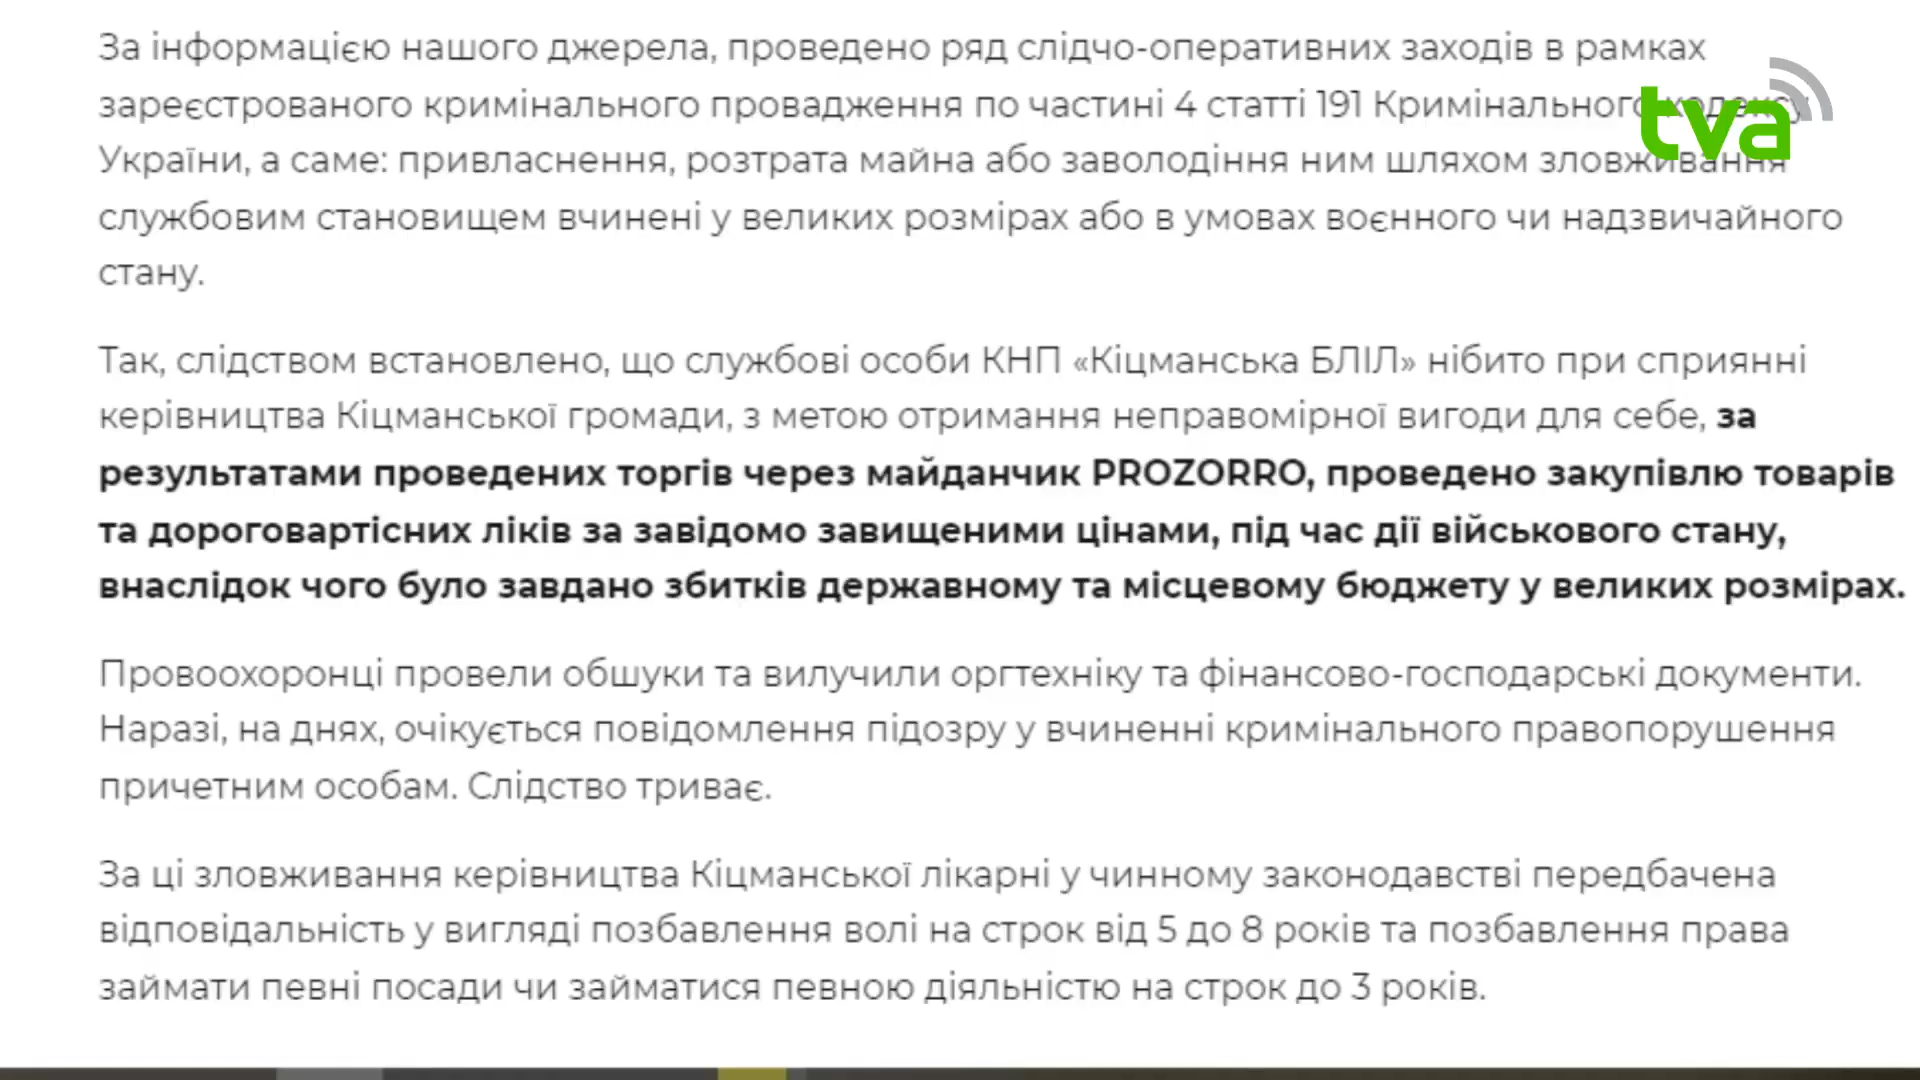 За інформацією нашого джерела, проведено ряд слідчо-оперативних заходів в рамках
зареєстрованого кримінального провадження по частині 4 статті 191 Кримінального кодексу
України, а саме: привласнення, розтрата майна або заволодіння ним шляхом зловживання
службовим становищем вчинені у великих розмірах або в умовах воєнного чи надзвичайного
стану.
Так, слідством встановлено, що службові особи КНП «Кіцманська БЛІЛ» нібито при сприянні
керівництва Кіцманської громади, з метою отримання неправомірної вигоди для себе, за
результатами проведених торгів через майданчик PROZORRO, проведено закупівлю товарів
та дороговартісних ліків за завідомо завищеними цінами, під час дії військового стану,
внаслідок чого було завдано збитків державному та місцевому бюджету у великих розмірах.
Провоохоронці провели обшуки та вилучили оргтехніку та фінансово-господарські документи.
Наразі, на днях, очікується повідомлення підозру у вчиненні кримінального правопорушення
причетним особам. Слідство триває.
За ці зловживання керівництва Кіцманської лікарні у чинному законодавстві передбачена
відповідальність у вигляді позбавлення волі на строк від 5 до 8 років та позбавлення права
займати певні посади чи займатися певною діяльністю на строк до 3 років.
tva